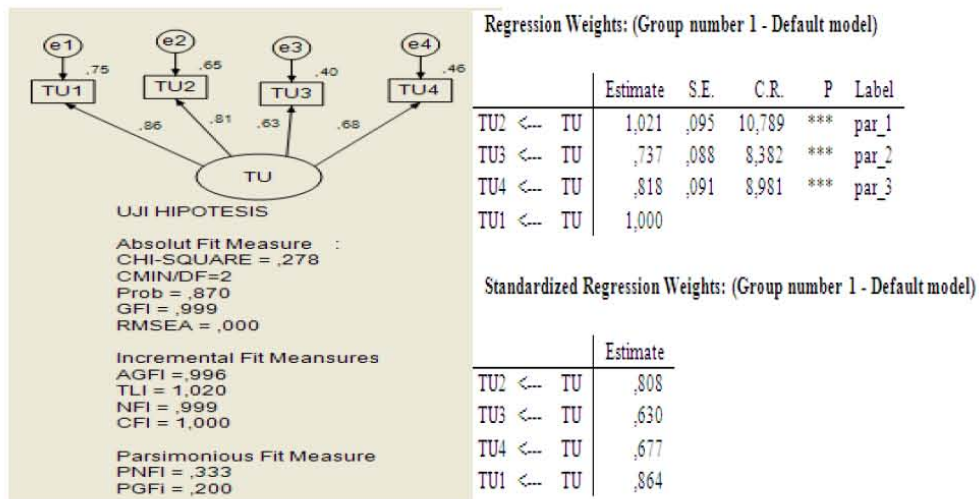 e1 e2 e3 e4
,75 ,65 ,40 ,46
TU1 TU2 TU3 TU4
,86 ,81 ,63 ,68
TU
UJI HIPOTESIS
Absolut Fit Measure :
CHI-SQUARE = ,278
CMIN/DF=2
Prob = ,870
GFI = ,999
RMSEA = ,000
Incremental Fit Meansures
AGFI =,996
TLI = 1,020
NFI = ,999
CFI = 1,000
Parsimonious Fit Measure
PNFI = ,333
PGFi = ,200
Regression Weights: (Group number 1 - Default model)
Estimate S.E. C.R. P Label
TU2 <--- TU 1,021 ,095 10,789 *** par_1
TU3 <--- TU ,737 ,088 8,382 *** par_2
TU4 <--- TU ,818 ,091 8,981 *** par_3
TU1 <--- TU 1,000
Standardized Regression Weights: (Group number 1 - Default model)
Estimate
TU2 <--- TU ,808
TU3 <--- TU ,630
TU4 <--- TU ,677
TU1 <--- TU ,864